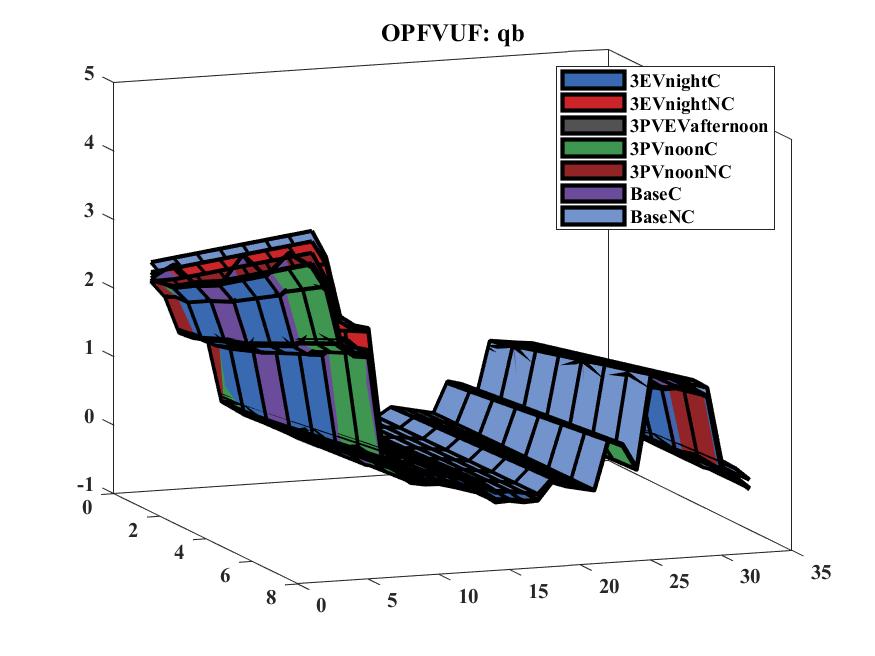 OPFVUF: qb
3EVnightC
3EVnightNC
3PVEVafternoon
3PVnoonC
3PVnoonNC
BaseC
BaseNC
5
4
3
2
1
0
-1
0
2
4
6
8
0
5
10
15
20
25
30
35